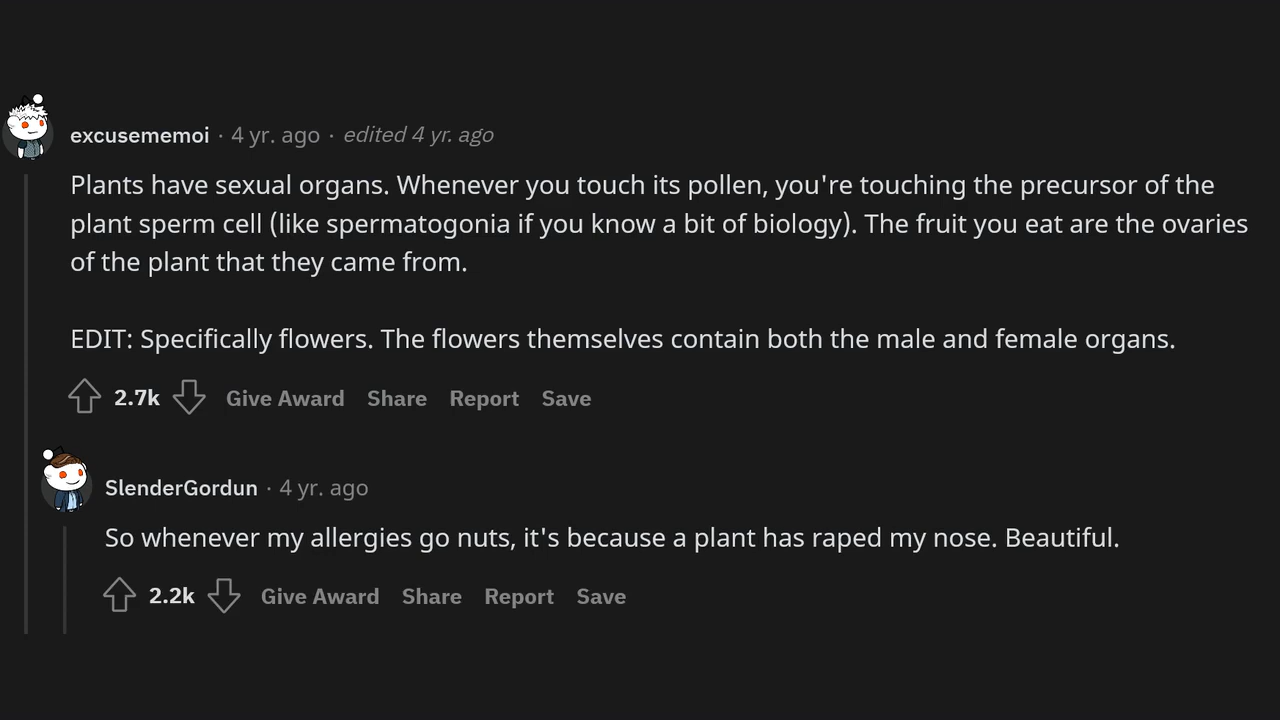 excusememoi · 4 yr. ago · edited 4 yr. ago
Plants have sexual organs. Whenever you touch its pollen, you're touching the precursor of the
plant sperm cell (like spermatogonia if you know a bit of biology). The fruit you eat are the ovaries
of the plant that they came from.
EDIT: Specifically flowers. The flowers themselves contain both the male and female organs.
2.7k Give Award Share Report Save
SlenderGordun · 4 yr. ago
So whenever my allergies go nuts, it's because a plant has raped my nose. Beautiful.
2.2k Give Award Share Report Save